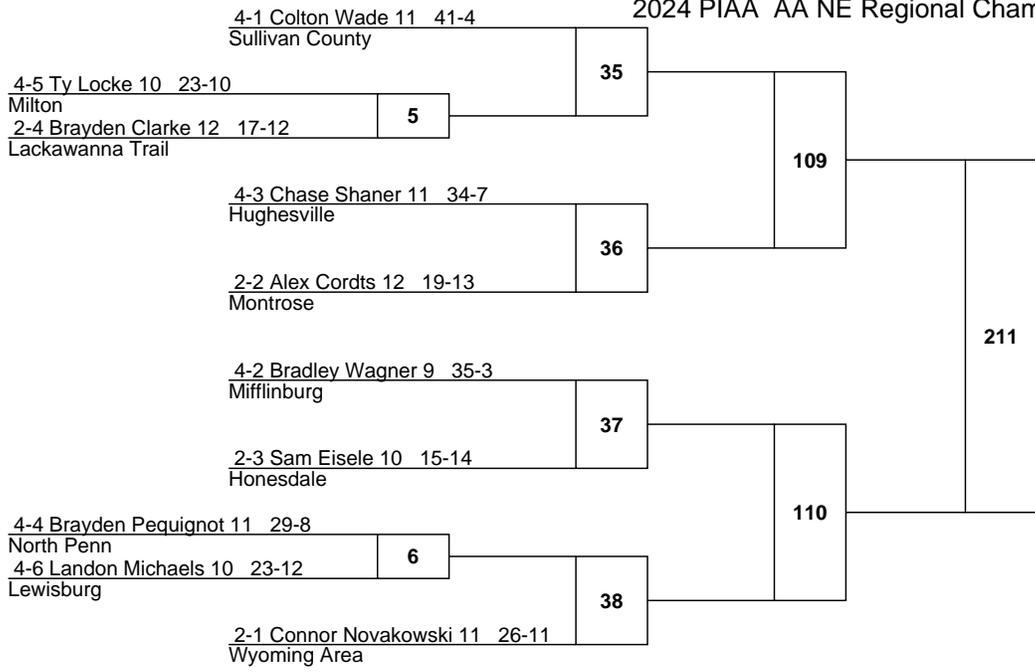 2024 PIAA  AA NE Regional Cham
4-1 Colton Wade 11   41-4
Sullivan County
35
4-5 Ty Locke 10   23-10
Milton
5
2-4 Brayden Clarke 12   17-12
Lackawanna Trail
109
4-3 Chase Shaner 11   34-7
Hughesville
36
2-2 Alex Cordts 12   19-13
Montrose
211
4-2 Bradley Wagner 9   35-3
Mifflinburg
37
2-3 Sam Eisele 10   15-14
Honesdale
110
4-4 Brayden Pequignot 11   29-8
North Penn
6
4-6 Landon Michaels 10   23-12
Lewisburg
38
2-1 Connor Novakowski 11   26-11
Wyoming Area